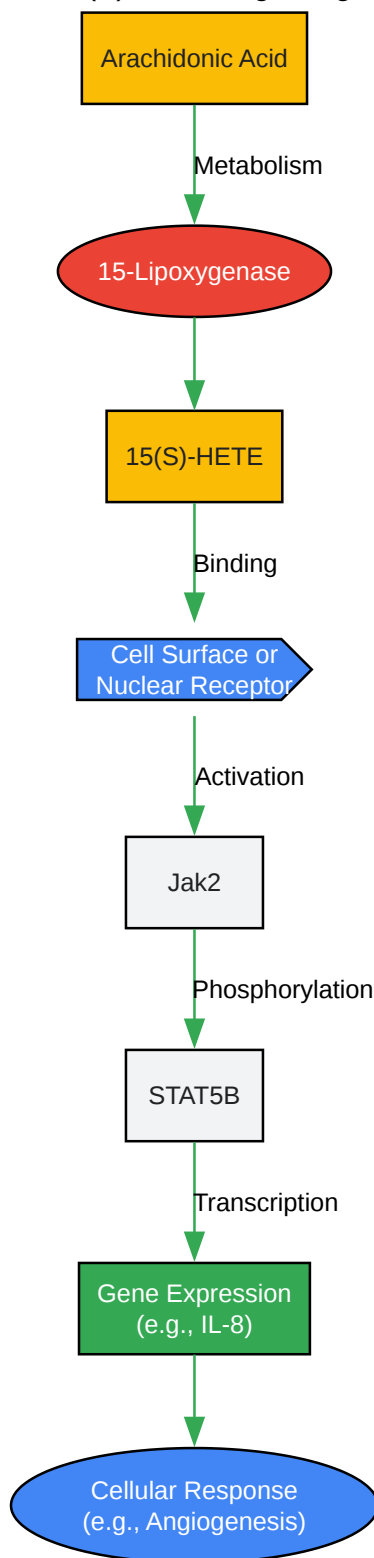 Arachidonic Acid
Metabolism
15-Lipoxygenase
15(S)-HETE
Binding
Cell Surface or
Nuclear Receptor
Activation
Jak2
Phosphorylation
STAT5B
Transcription
Gene Expression
(e.g., IL-8)
Cellular Response
(e.g., Angiogenesis)